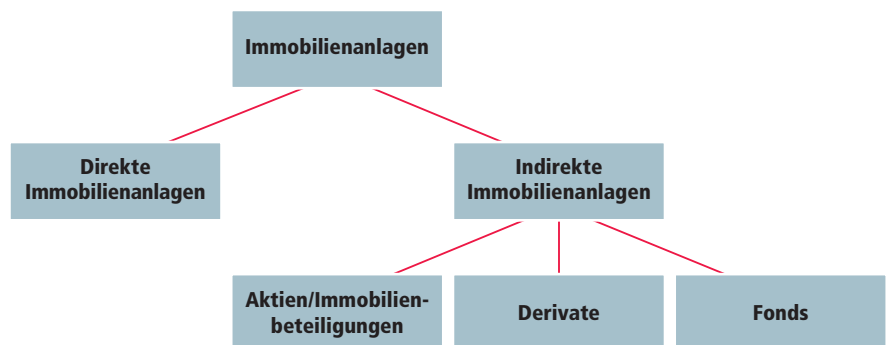 Immobilienanlagen
Direkte
Immobilienanlagen
Indirekte
Immobilienanlagen
Aktien/Immobilien-
beteiligungen
Derivate
Fonds